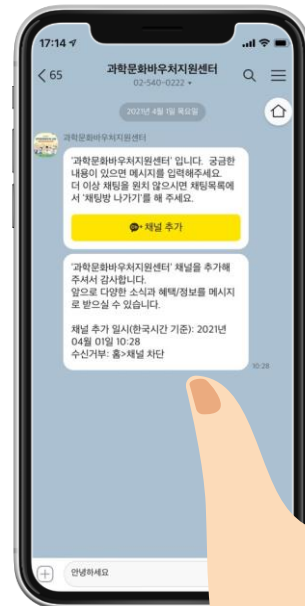 17:14
65
과학문화바우처지원센터
02-540-0222
2021년 4월 1일 목요일
과학문화바우처지원센터
'과학문화바우처지원센터' 입니다. 궁금한
내용이 있으면 메시지를 입력해주세요.
더 이상 채팅을 원치 않으시면 채팅목록에
서 '채팅방 나가기'를 해 주세요.
채널 추가
'과학문화바우처지원센터' 채널을 추가해
주셔서 감사합니다.
앞으로 다양한 소식과 혜택/정보를 메시지
로 받으실 수 있습니다.
채널 추가 일시(한국시간 기준): 2021년
04월 01일 10:28
수신거부: 홈>채널 차단
10:28
안녕하세요